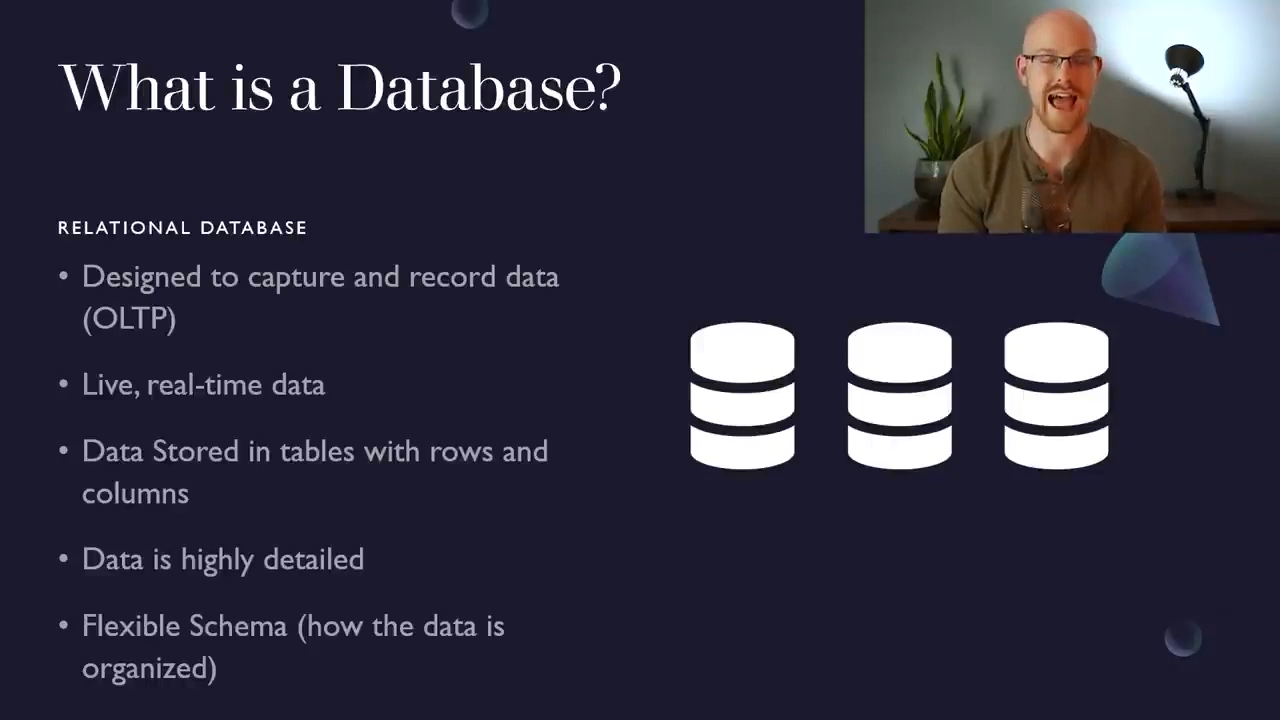 What is a Database?
RELATIONAL DATABASE
• Designed to capture and record data
(OLTP)
• Live, real-time data
• Data Stored in tables with rows and
columns
• Data is highly detailed
• Flexible Schema (how the data is
organized)